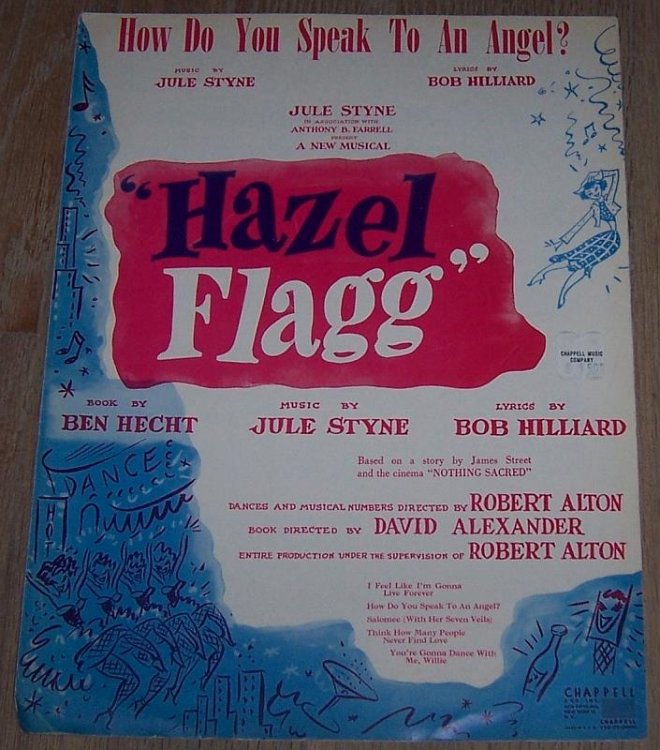 How Do You Speak To An Angel?
MUSIC BY
JULE STYNE
LYRICS BY
BOB HILLIARD
JULE STYNE
IN ASSOCIATION WITH
ANTHONY B. FARRELL
PRESENT
A NEW MUSICAL
"Hazel
Flagg"
CHAPPELL MUSIC
COMPANY
BOOK BY
BEN HECHT
MUSIC BY
JULE STYNE
LYRICS BY
BOB HILLIARD
Based on a story by James Street
and the cinema "NOTHING SACRED"
DANCE
HOT
DANCES AND MUSICAL NUMBERS DIRECTED BY ROBERT ALTON
BOOK DIRECTED BY DAVID ALEXANDER
ENTIRE PRODUCTION UNDER THE SUPERVISION OF ROBERT ALTON
I Feel Like I'm Gonna
Live Forever
How Do You Speak To An Angel?
Salomee (With Her Seven Veils)
Think How Many People
Never Find Love
You're Gonna Dance With
Me, Willie
CHAPPELL
CHAPPELL